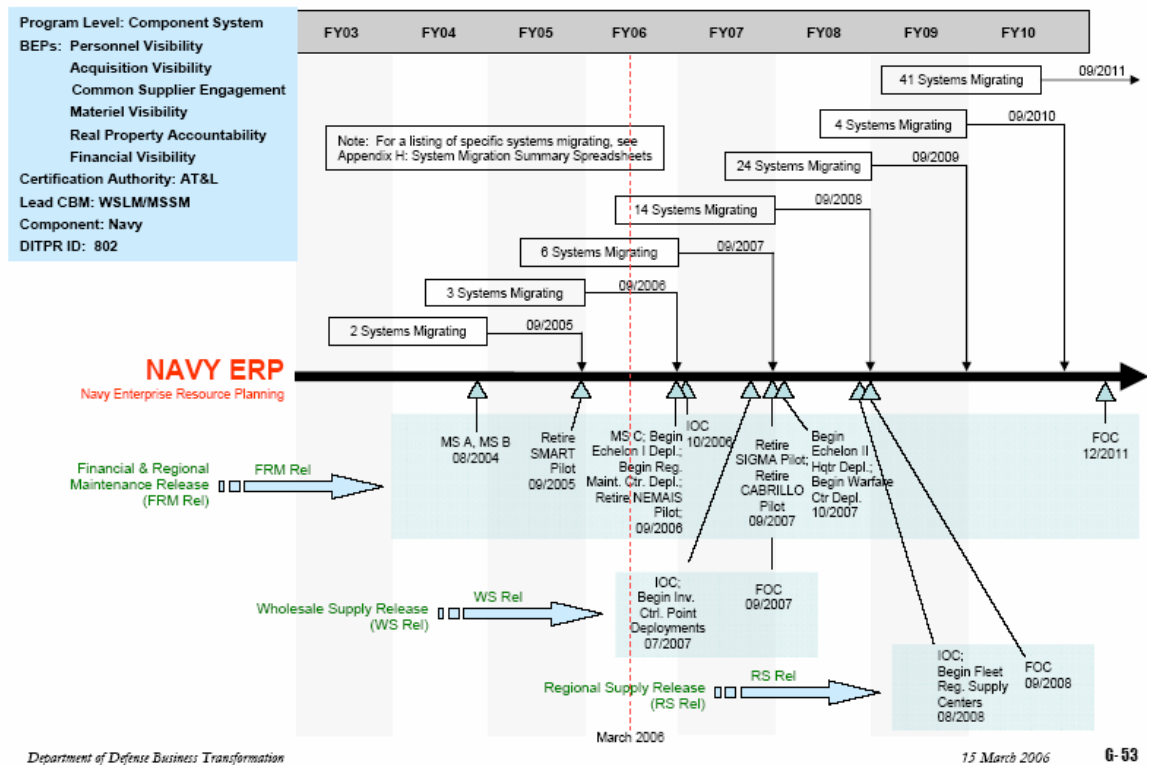 Program Level: Component System
BEPs: Personnel Visibility
Acquisition Visibility
Common Supplier Engagement
Materiel Visibility
Real Property Accountability
Financial Visibility
Certification Authority: AT&L
Lead CBM: WSLM/MSSM
Component: Navy
DITPR ID: 802
FY03 FY04 FY05 FY06 FY07 FY08 FY09 FY10
41 Systems Migrating 09/2011
4 Systems Migrating 09/2010
Note: For a listing of specific systems migrating, see
Appendix H: System Migration Summary Spreadsheets
24 Systems Migrating 09/2009
14 Systems Migrating 09/2008
6 Systems Migrating 09/2007
3 Systems Migrating 09/2006
2 Systems Migrating 09/2005
NAVY ERP
Navy Enterprise Resource Planning
MS A, MS B
08/2004
Retire
SMART
Pilot
09/2005
MS C; Begin
Echelon I Depl.;
Begin Reg.
Maint. Ctr. Depl.;
Retire NEMAIS
Pilot;
09/2006
IOC
10/2006
Retire
SIGMA Pilot;
Retire
CABRILLO
Pilot
09/2007
Begin
Echelon II
Hqtr Depl.;
Begin Warfare
Ctr Depl.
10/2007
FOC
12/2011
Financial & Regional
Maintenance Release
(FRM Rel)
FRM Rel
Wholesale Supply Release
(WS Rel)
WS Rel
IOC;
Begin Inv.
Ctrl. Point
Deployments
07/2007
FOC
09/2007
Regional Supply Release
(RS Rel)
RS Rel
IOC;
Begin Fleet
Reg. Supply
Centers
08/2008
FOC
09/2008
March 2006
Department of Defense Business Transformation
15 March 2006
G-53